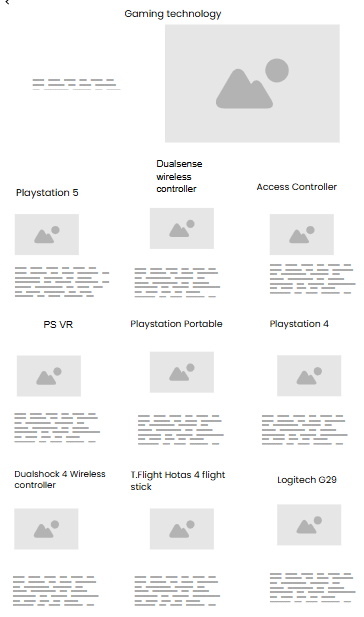 Gaming technology
Playstation 5
Dualsense
wireless
controller
Access Controller
PS VR
Playstation Portable
Playstation 4
Dualshock 4 Wireless
controller
T.Flight Hotas 4 flight
stick
Logitech G29